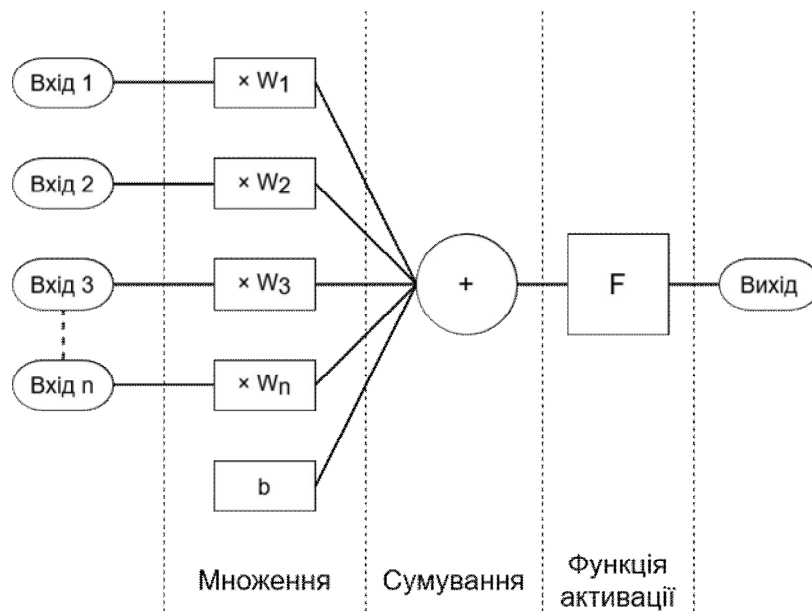 Вхід 1
× W1
Вхід 2
× W2
Вхід 3
× W3
+
F
Вихід
Вхід n
× Wn
b
Множення
Сумування
Функція
активації